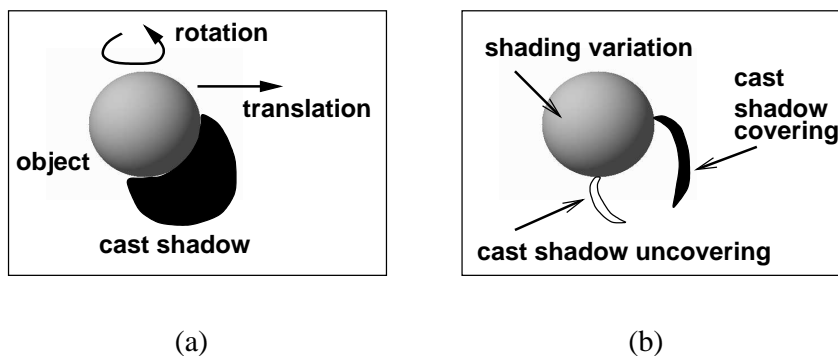 rotation
translation
object
cast shadow
(a)
shading variation
cast
shadow
covering
cast shadow uncovering
(b)